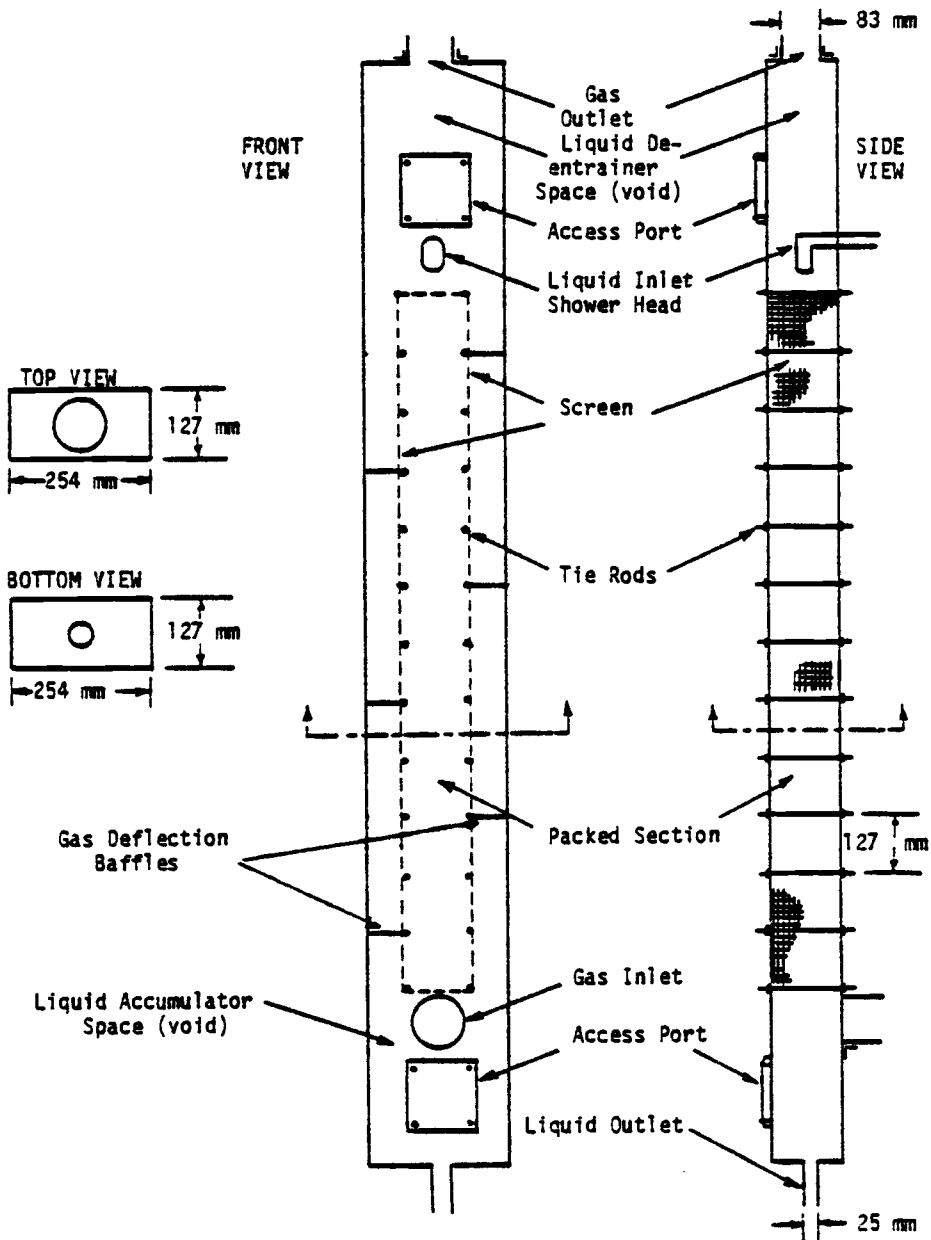 83 mm
Gas
Outlet
Liquid De-
entrainer
Space (void)
FRONT
VIEW
SIDE
VIEW
Access Port
Liquid Inlet
Shower Head
TOP VIEW
127 mm
254 mm
Screen
BOTTOM VIEW
127 mm
254 mm
Tie Rods
Gas Deflection
Baffles
Packed Section
127 mm
Liquid Accumulator
Space (void)
Gas Inlet
Access Port
Liquid Outlet
25 mm